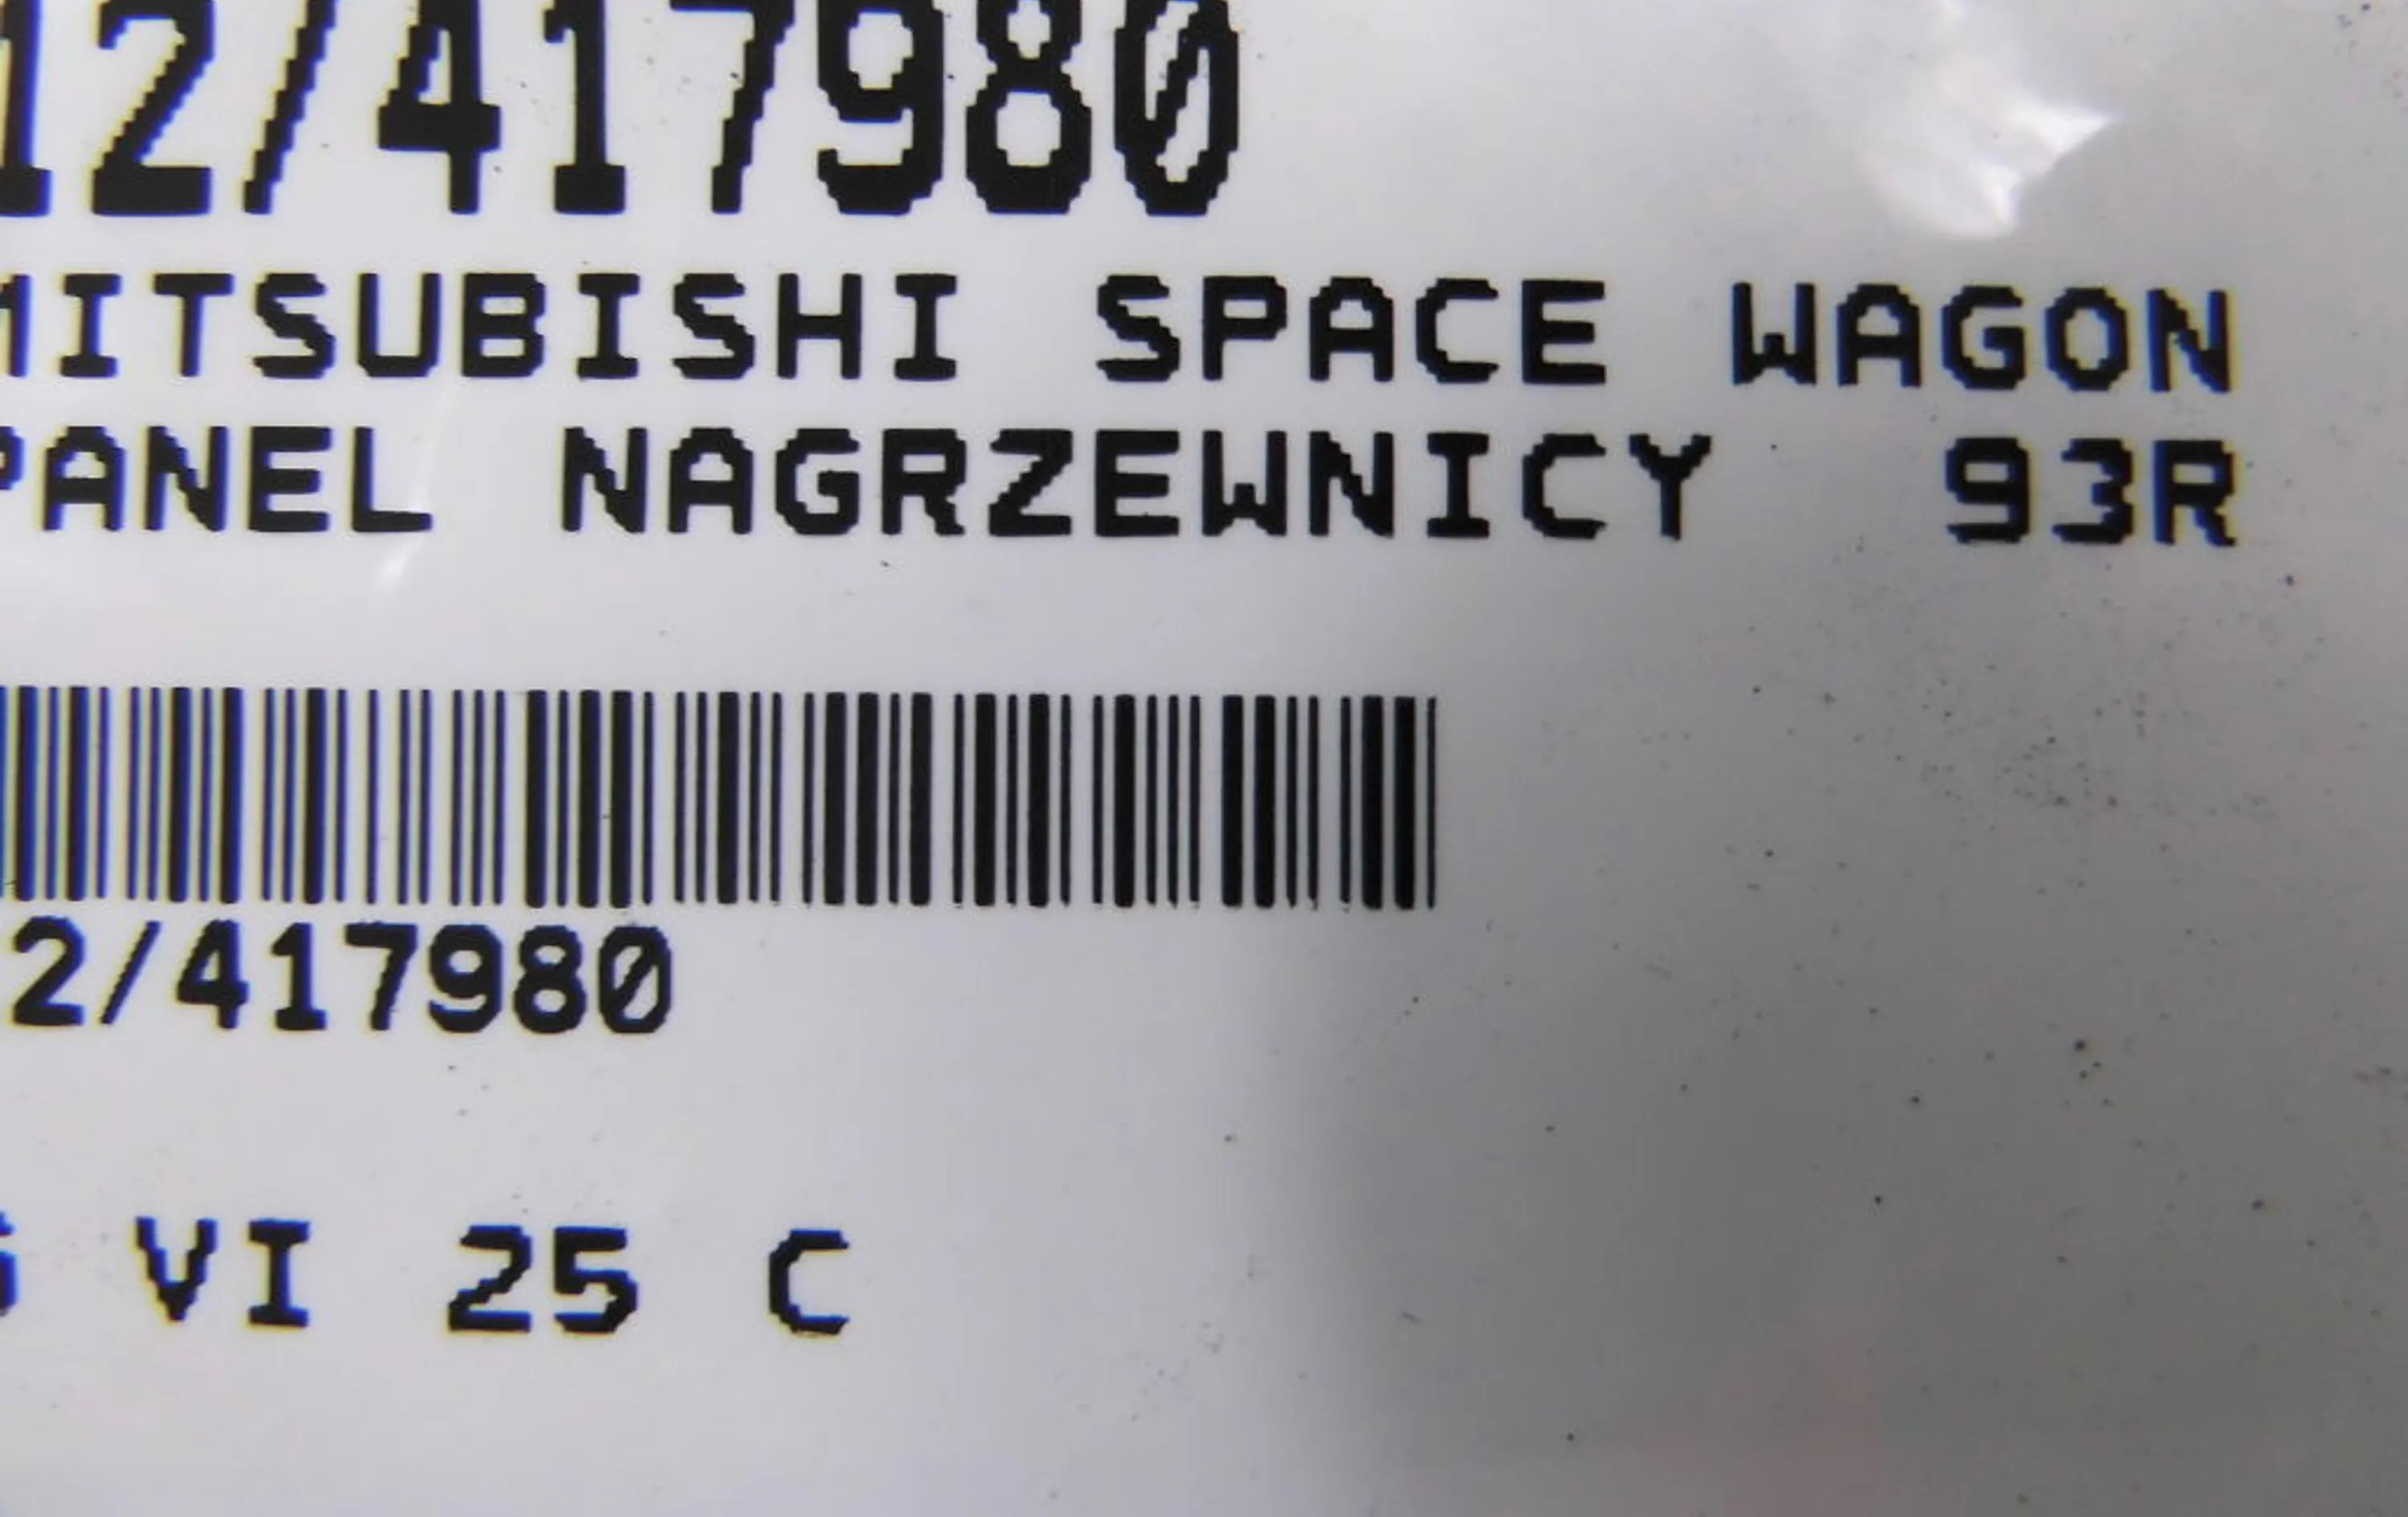 12/417980
MITSUBISHI SPACE WAGON
PANEL NAGRZEWNICY 93R
2/417980
VI 25 C